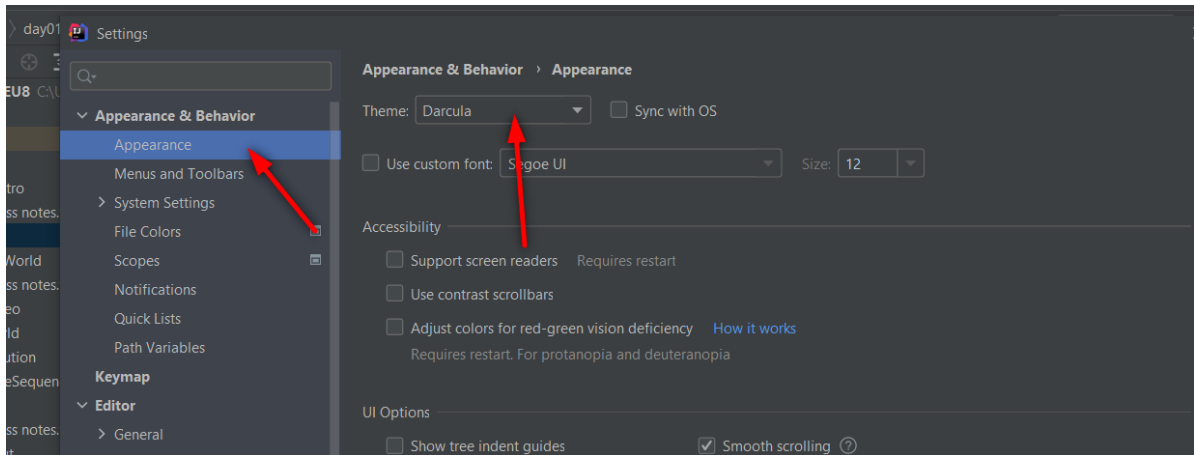 day01
Settings
EU8 C:\U
Appearance & Behavior › Appearance
Appearance & Behavior
Theme: Darcula
Sync with OS
Appearance
Use custom font: Segoe UI
Size: 12
Menus and Toolbars
tro
System Settings
ss notes.
File Colors
Accessibility
World
Scopes
Support screen readers Requires restart
ss notes.
Notifications
Use contrast scrollbars
eo
Quick Lists
ld
Adjust colors for red-green vision deficiency How it works
ution
Path Variables
Requires restart. For protanopia and deuteranopia
eSequen
Keymap
Editor
UI Options
ss notes.
General
Show tree indent guides
Smooth scrolling ?